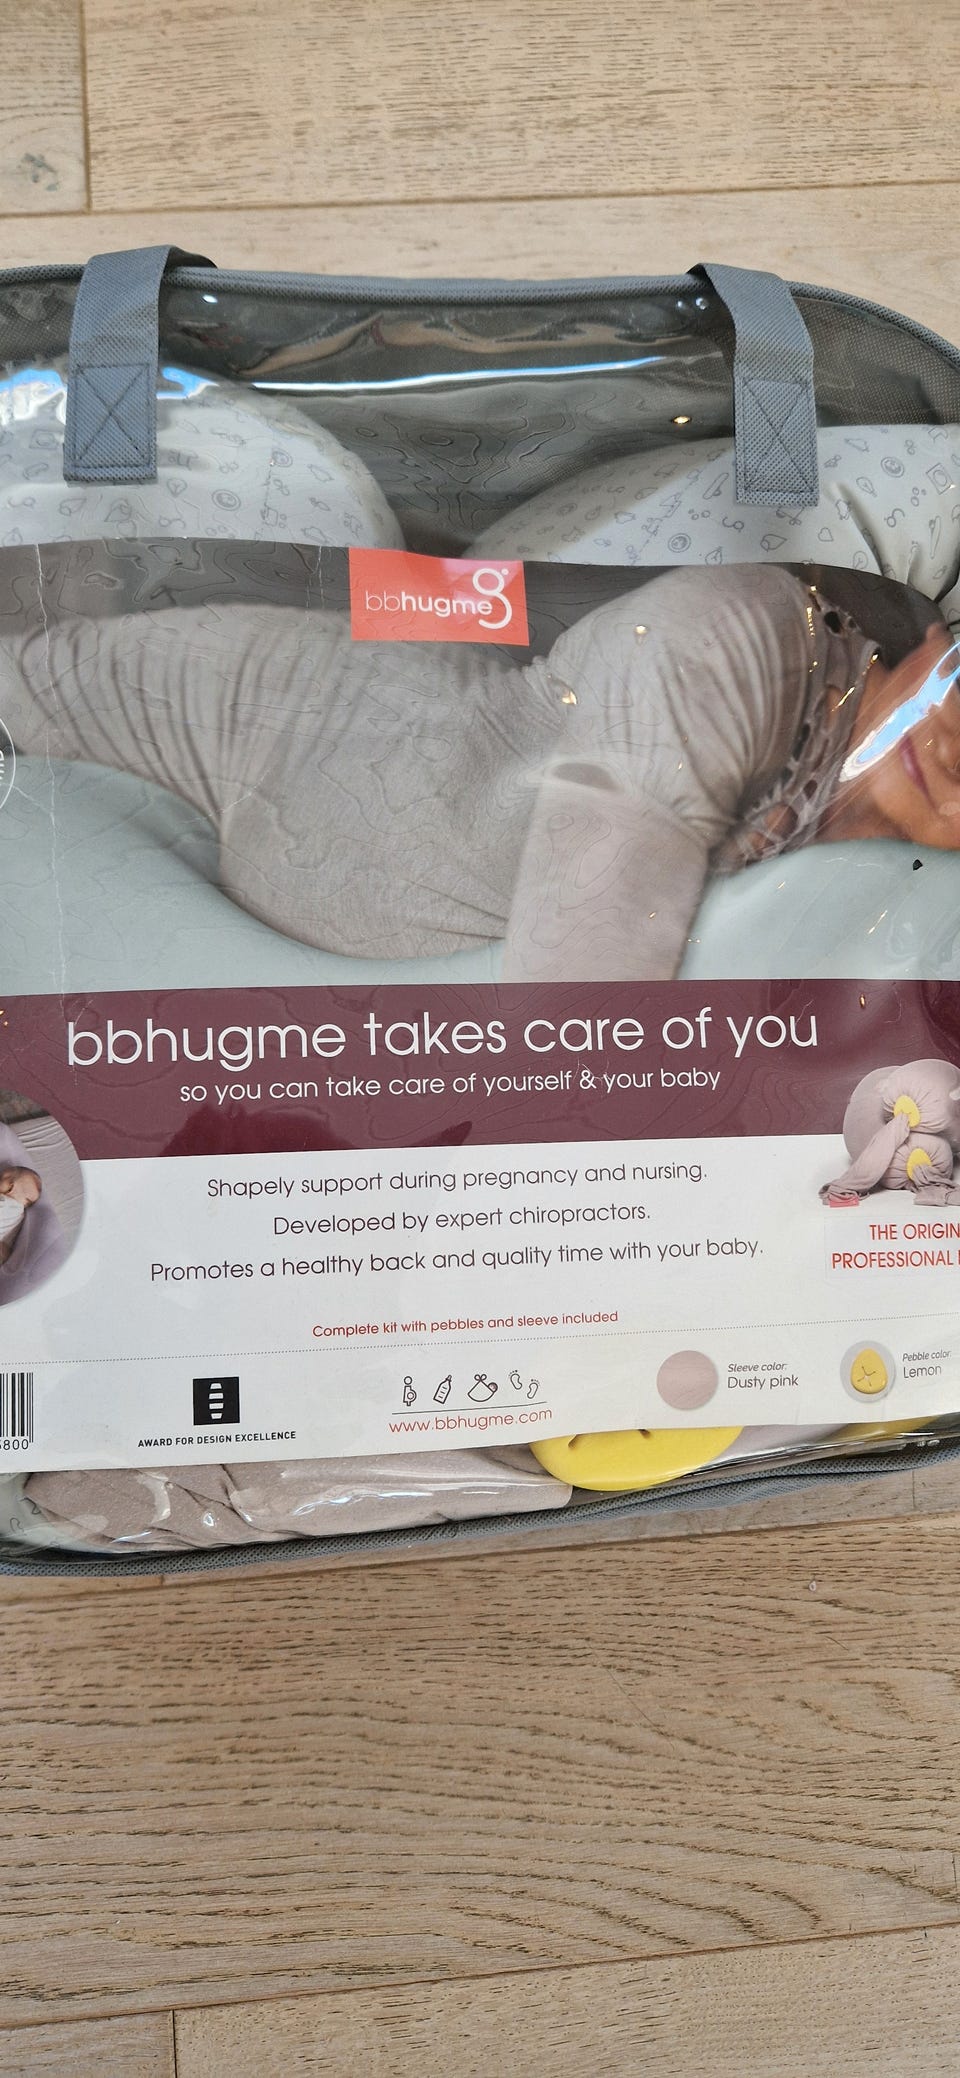 bbhugme
bbhugme takes care of you
so you can take care of yourself & your baby
Shapely support during pregnancy and nursing.
Developed by expert chiropractors.
Promotes a healthy back and quality time with your baby.
THE ORIGIN
PROFESSIONAL
Complete kit with pebbles and sleeve included
5800
AWARD FOR DESIGN EXCELLENCE
www.bbhugme.com
Sleeve color:
Dusty pink
Pebble color:
Lemon